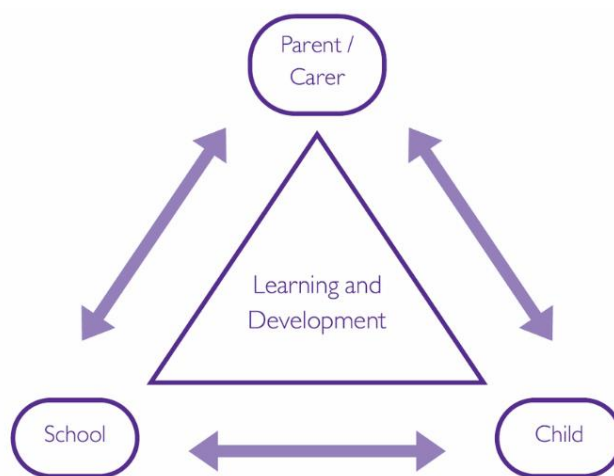 Parent /
Carer
Learning and
Development
School
Child